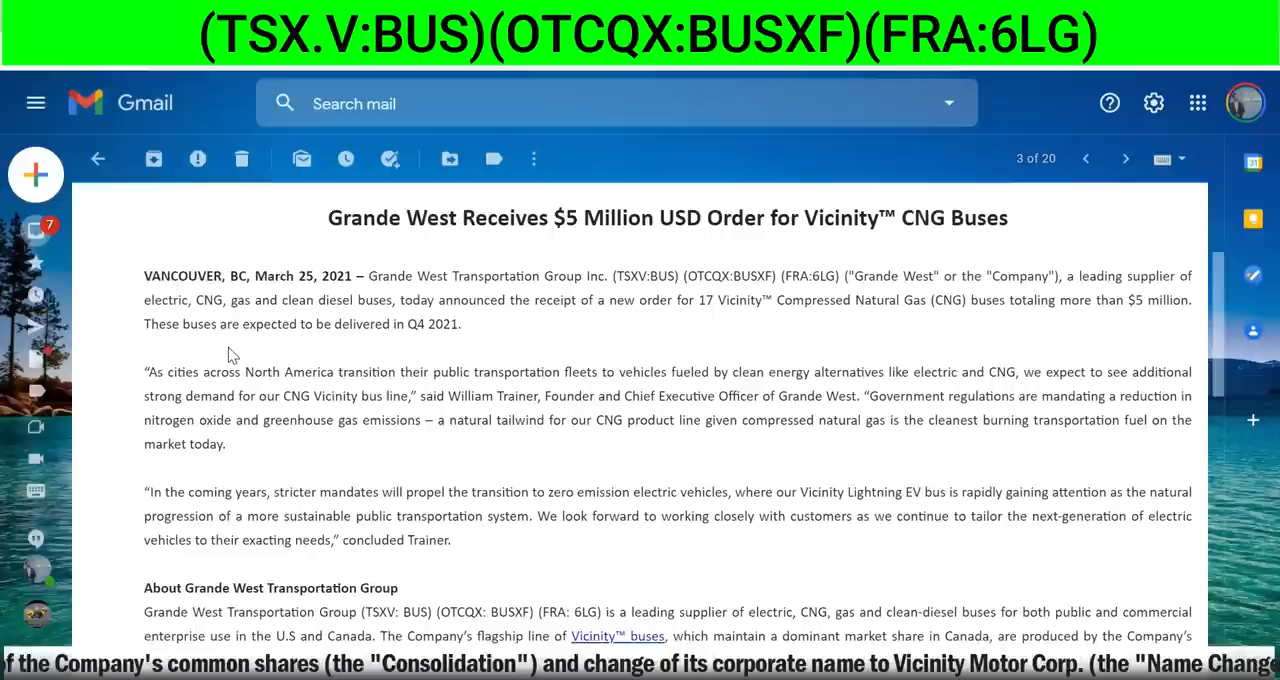 (TSX.V:BUS)(OTCQX:BUSXF)(FRA:6LG)
Gmail
Search mail
3 of 20
7
31
Grande West Receives $5 Million USD Order for Vicinity™ CNG Buses
VANCOUVER, BC, March 25, 2021 – Grande West Transportation Group Inc. (TSXV:BUS) (OTCQX:BUSXF) (FRA:6LG) ("Grande West" or the "Company"), a leading supplier of
electric, CNG, gas and clean diesel buses, today announced the receipt of a new order for 17 Vicinity™ Compressed Natural Gas (CNG) buses totaling more than $5 million.
These buses are expected to be delivered in Q4 2021.
“As cities across North America transition their public transportation fleets to vehicles fueled by clean energy alternatives like electric and CNG, we expect to see additional
strong demand for our CNG Vicinity bus line,” said William Trainer, Founder and Chief Executive Officer of Grande West. “Government regulations are mandating a reduction in
nitrogen oxide and greenhouse gas emissions – a natural tailwind for our CNG product line given compressed natural gas is the cleanest burning transportation fuel on the
market today.
“In the coming years, stricter mandates will propel the transition to zero emission electric vehicles, where our Vicinity Lightning EV bus is rapidly gaining attention as the natural
progression of a more sustainable public transportation system. We look forward to working closely with customers as we continue to tailor the next-generation of electric
vehicles to their exacting needs,” concluded Trainer.
About Grande West Transportation Group
Grande West Transportation Group (TSXV: BUS) (OTCQX: BUSXF) (FRA: 6LG) is a leading supplier of electric, CNG, gas and clean-diesel buses for both public and commercial
enterprise use in the U.S and Canada. The Company’s flagship line of Vicinity™ buses, which maintain a dominant market share in Canada, are produced by the Company’s
of the Company's common shares (the "Consolidation") and change of its corporate name to Vicinity Motor Corp. (the "Name Change